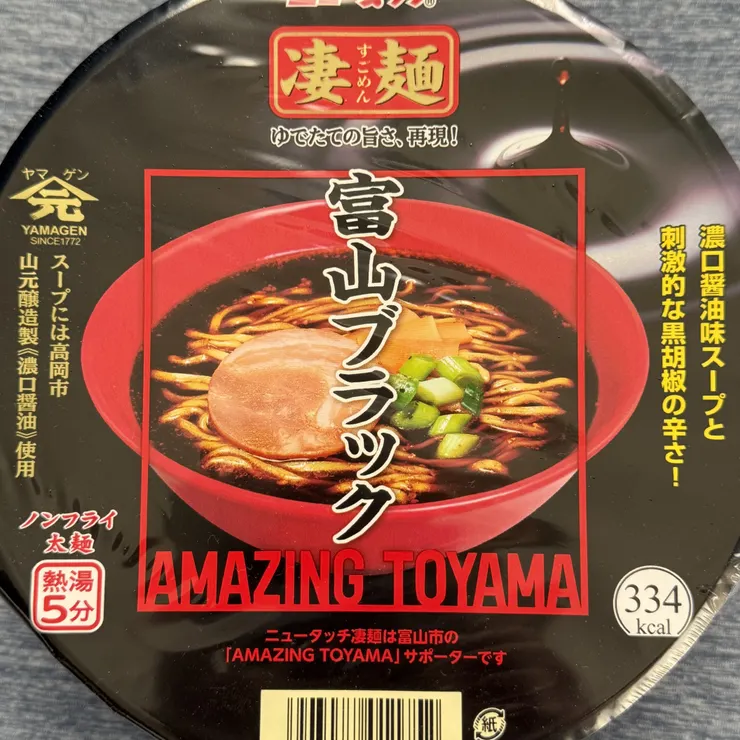 凄麺
すごめん
ゆでたての旨さ、再現!
ヤマゲン
元
YAMAGEN
SINCE1772
スープには高岡市
山元醸造製《濃口醤油》使用
富山ブラック
濃口醤油味スープと
刺激的な黒胡椒の辛さ!
ノンフライ
太麺
熱湯
5分
AMAZING TOYAMA
334
kcal
ニュータッチ凄麺は富山市の
「AMAZING TOYAMA」サポーターです
紙